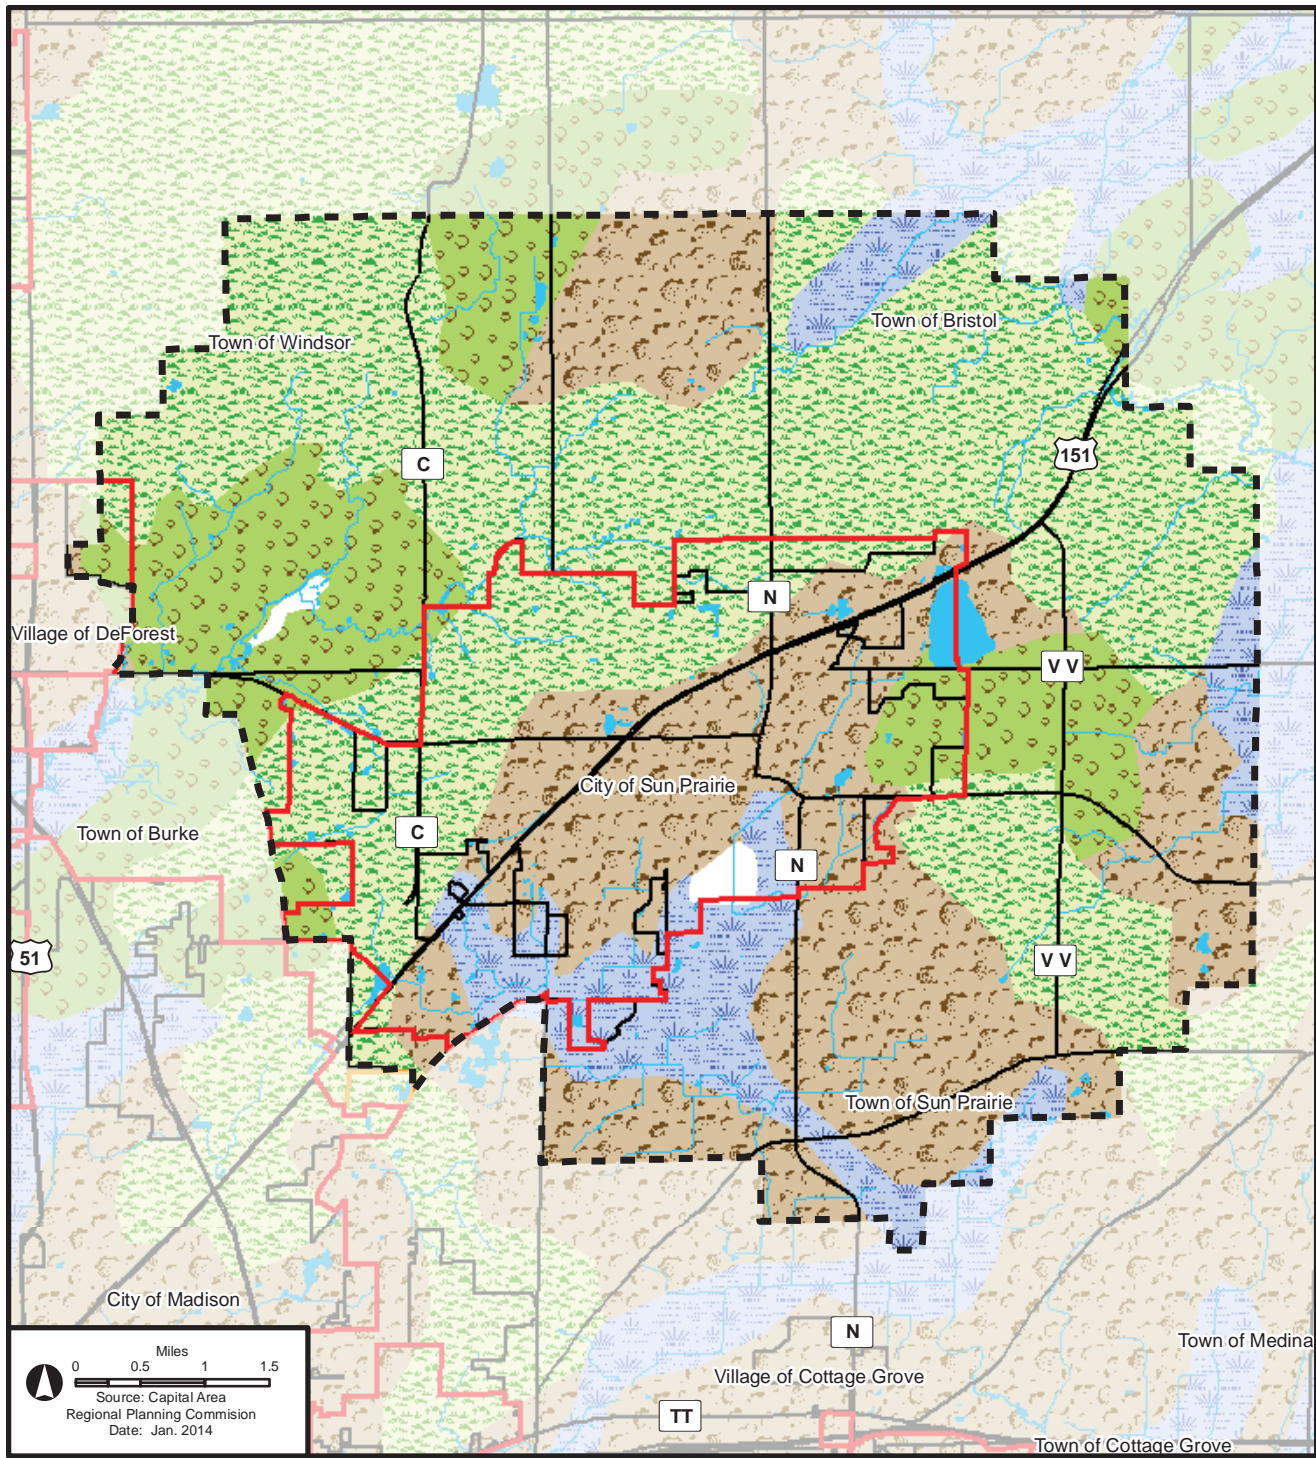 Town of Bristol
Town of Windsor
151
C
N
Village of DeForest
V V
City of Sun Prairie
Town of Burke
C
N
51
V V
Town of Sun Prairie
City of Madison
N
Town of Medina
Village of Cottage Grove
TT
Town of Cottage Grove
Miles
0 0.5 1 1.5
Source: Capital Area
Regional Planning Commision
Date: Jan. 2014